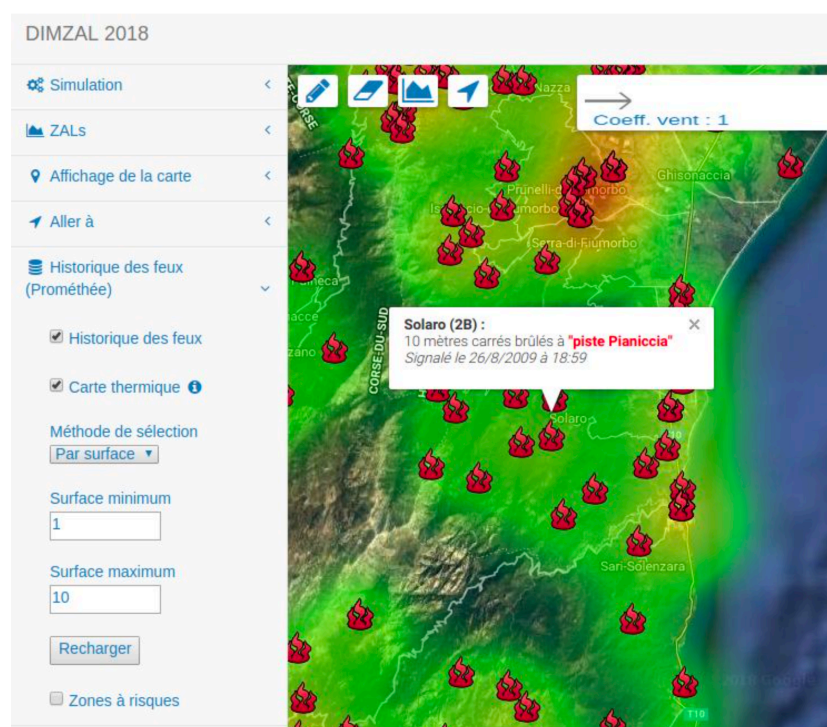 DIMZAL 2018
Simulation
ZALs
Affichage de la carte
Aller à
Historique des feux
(Prométhée)
Historique des feux
Carte thermique
Méthode de sélection
Par surface
Surface minimum
1
Surface maximum
10
Recharger
Zones à risques
Nazza
Coeff. vent : 1
Ghisonaccia
Serra-di-Fiumorbo
CORSE-DU-SUD
Solaro (2B) :
10 mètres carrés brûlés à "piste Pianiccia"
Signalé le 26/8/2009 à 18:59
Solaro
Sari-Solenzara
T10
2018 Google